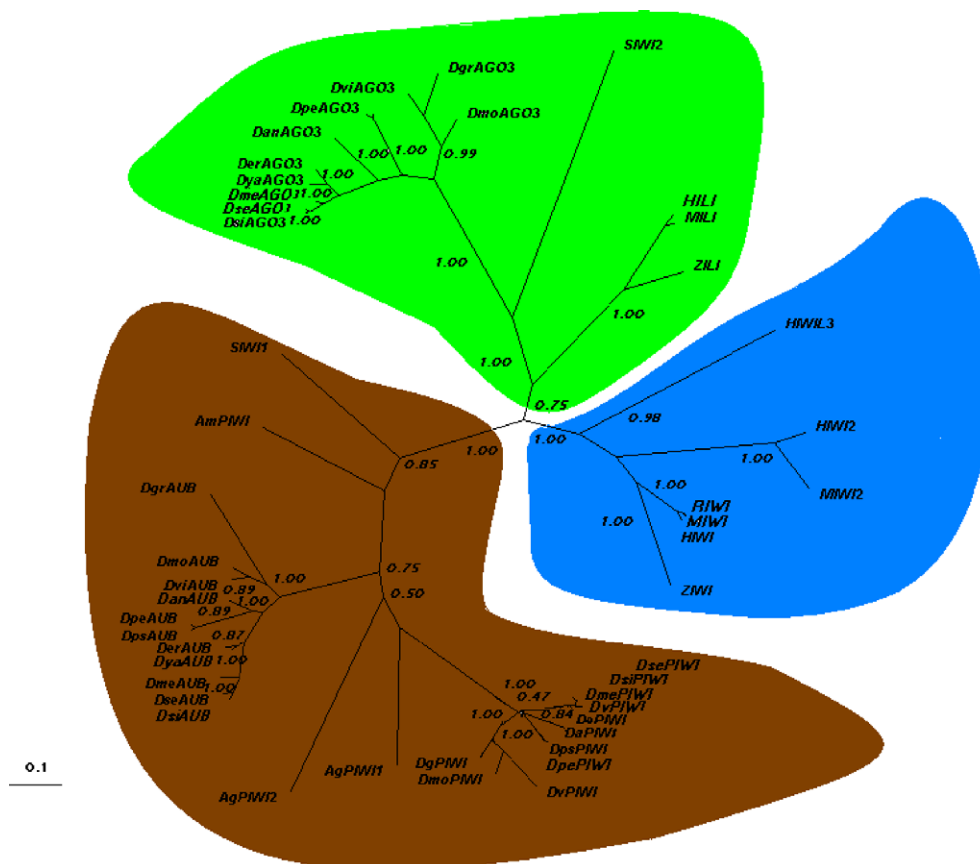 SIWI2
DgrAGO3
DviAGO3
DpeAGO3
DmoAGO3
DanAGO3
1.00
1.00
0.99
DerAGO3
1.00
DyaAGO3
DmeAGO3
1.00
DseAGO3
DsiAGO3
1.00
HILI
MILI
1.00
ZILI
1.00
HIWIL3
SIWI1
1.00
0.75
AmPIWI
0.98
HIWI2
1.00
1.00
0.85
1.00
DgrAUB
1.00
MIWI2
RIWI
1.00
MIWI
HIWI
DmoAUB
0.75
DviAUB
1.00
ZIWI
0.89
0.50
DanAUB
1.00
DpeAUB
0.89
DpsAUB
0.87
DerAUB
DyaAUB
1.00
DsePIWI
DsiPIWI
DmeAUB
1.00
1.00
DmePIWI
DseAUB
0.47
DyPIWI
DsiAUB
1.00
0.84
DePIWI
1.00
DaPIWI
DpsPIWI
DgPIWI
DpePIWI
0.1
AgPIWI1
DmoPIWI
AgPIWI2
DvPIWI